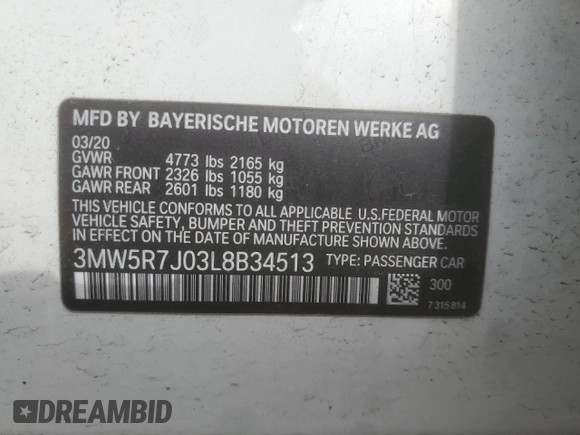 MFD BY BAYERISCHE MOTOREN WERKE AG
03/20
GVWR 4773 lbs 2165 kg
GAWR FRONT 2326 lbs 1055 kg
GAWR REAR 2601 lbs 1180 kg
THIS VEHICLE CONFORMS TO ALL APPLICABLE U.S.FEDERAL MOTOR
VEHICLE SAFETY, BUMPER AND THEFT PREVENTION STANDARDS
IN EFFECT ON THE DATE OF MANUFACTURE SHOWN ABOVE.
3MW5R7J03L8B34513 TYPE: PASSENGER CAR
300
7 315 814
DREAMBID